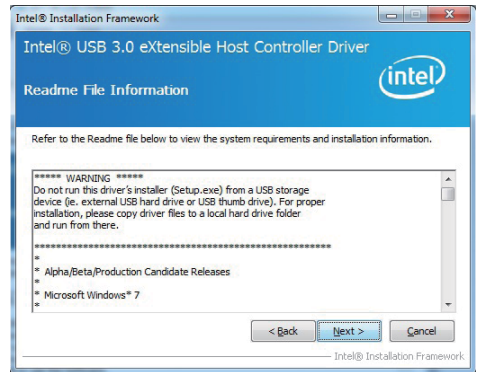 Intel® Installation Framework
Intel® USB 3.0 eXtensible Host Controller Driver
Readme File Information
intel
Refer to the Readme file below to view the system requirements and installation information.
***** WARNING *****
Do not run this driver's installer (Setup.exe) from a USB storage
device (ie. external USB hard drive or USB thumb drive). For proper
installation, please copy driver files to a local hard drive folder
and run from there.
*******************************************************
*
* Alpha/Beta/Production Candidate Releases
*
* Microsoft Windows* 7
*
< Back Next > Cancel
Intel® Installation Framework